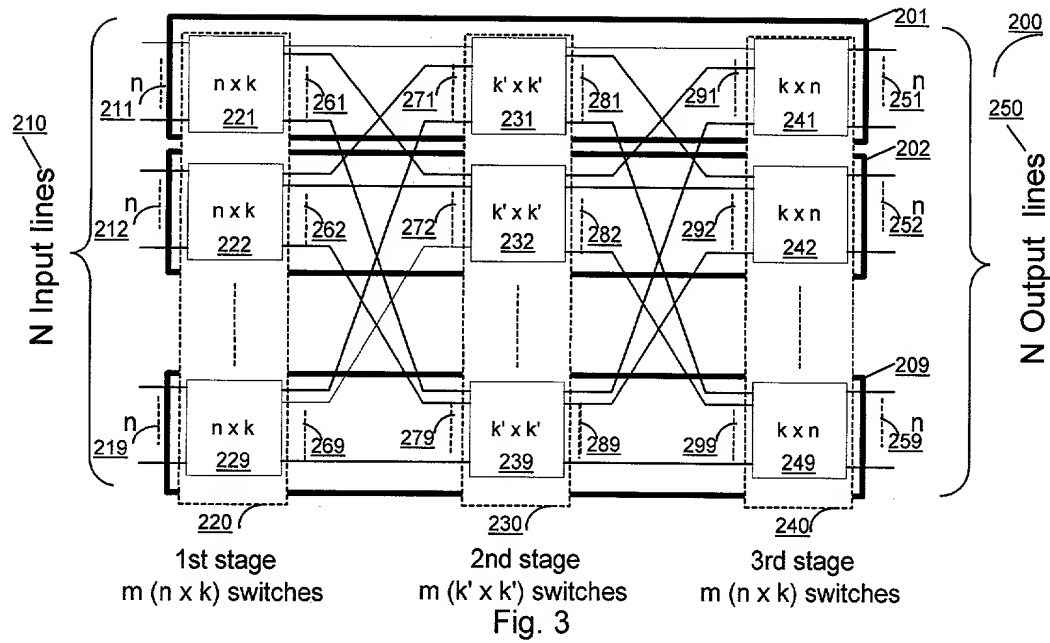 201
200
n x k
221
k' x k'
231
k x n
241
n
211
261
271
281
291
251
n
250
210
202
n x k
222
k' x k'
232
k x n
242
n
212
262
272
282
292
252
n
N Input lines
N Output lines
209
n x k
229
k' x k'
239
k x n
249
n
219
269
279
289
299
259
n
220
230
240
1st stage
m (n x k) switches
2nd stage
m (k' x k') switches
3rd stage
m (n x k) switches
Fig. 3